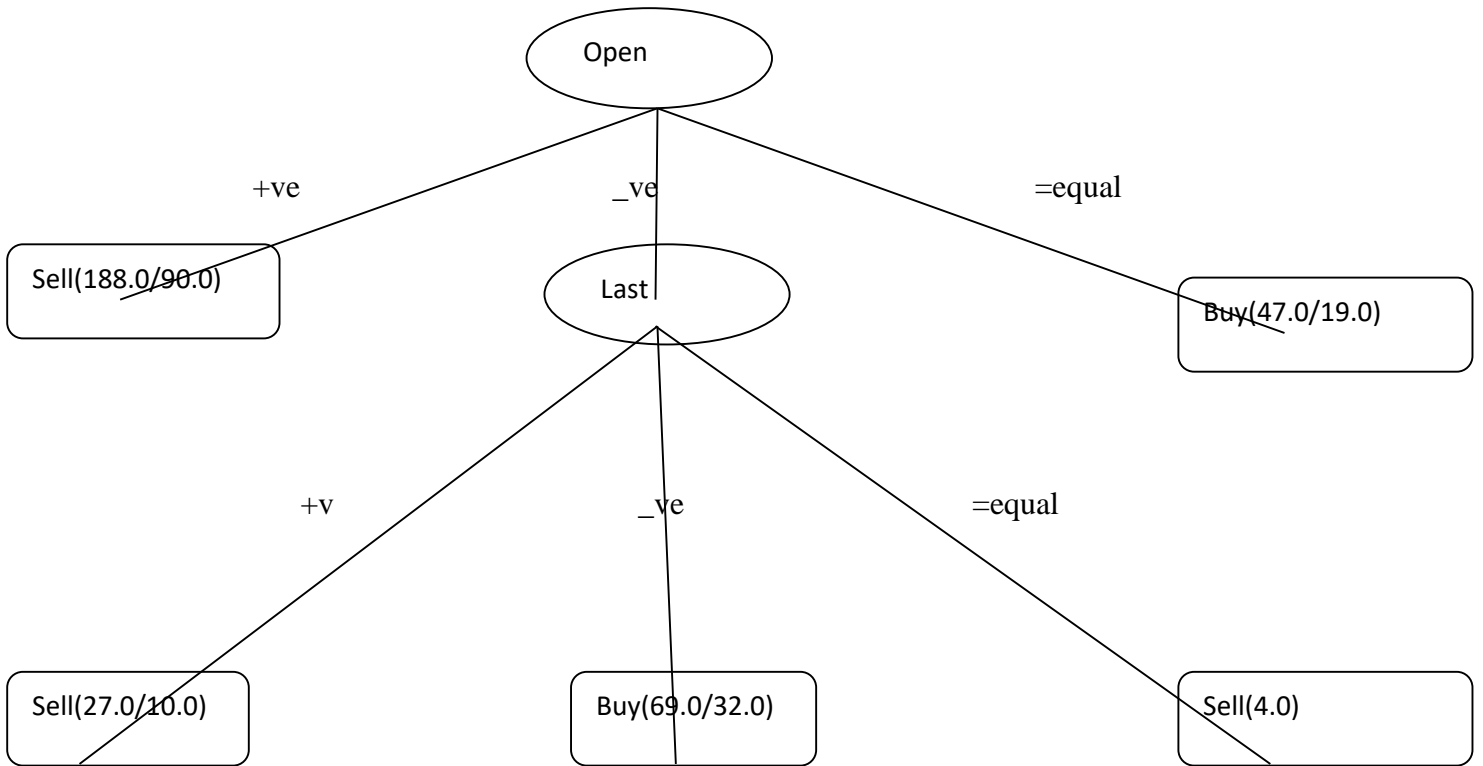 Open
+ve
_ve
=equal
Sell(188.0/90.0)
Last
Buy(47.0/19.0)
+v
_ve
=equal
Sell(27.0/10.0)
Buy(69.0/32.0)
Sell(4.0)